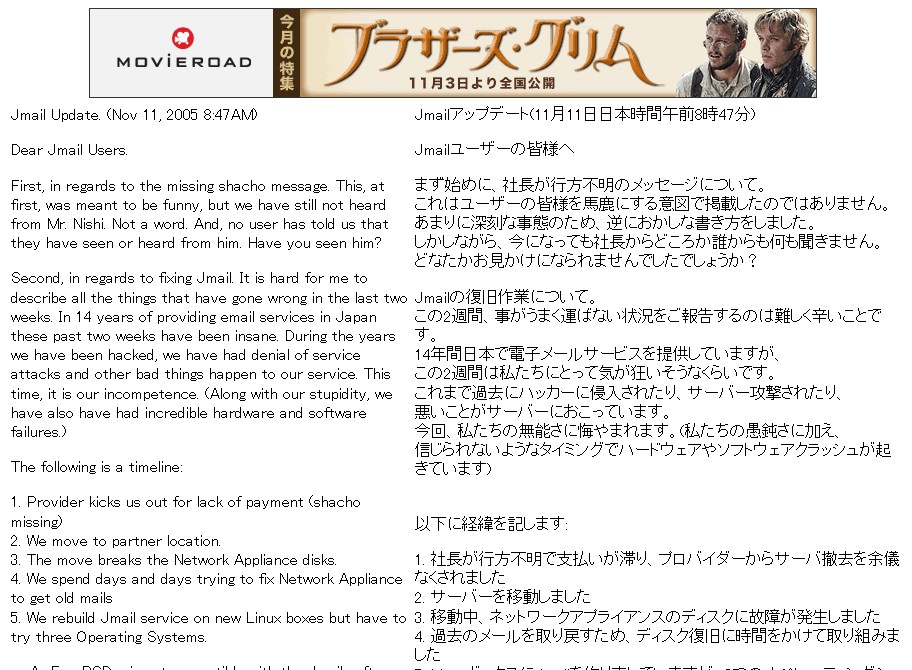 MOVIEROAD
今月の特集
ブラザーズ・グリム
11月3日より全国公開
Jmail Update. (Nov 11, 2005 8:47AM)
Dear Jmail Users.
First, in regards to the missing shacho message. This, at
first, was meant to be funny, but we have still not heard
from Mr. Nishi. Not a word. And, no user has told us that
they have seen or heard from him. Have you seen him?
Second, in regards to fixing Jmail. It is hard for me to
describe all the things that have gone wrong in the last two
weeks. In 14 years of providing email services in Japan
these past two weeks have been insane. During the years
we have been hacked, we have had denial of service
attacks and other bad things happen to our service. This
time, it is our incompetence. (Along with our stupidity, we
have also have had incredible hardware and software
failures.)
The following is a timeline:
1. Provider kicks us out for lack of payment (shacho
missing)
2. We move to partner location.
3. The move breaks the Network Appliance disks.
4. We spend days and days trying to fix Network Appliance
to get old mails
5. We rebuild Jmail service on new Linux boxes but have to
try three Operating Systems.
Jmailアップデート(11月11日日本時間午前8時47分)
Jmailユーザーの皆様へ
まず始めに、社長が行方不明のメッセージについて。
これはユーザーの皆様を馬鹿にする意図で掲載したのではありません。
あまりに深刻な事態のため、逆におかしな書き方をしました。
しかしながら、今になっても社長からどころか誰からも何も聞きません。
どなたかお見かけになられませんでしたでしょうか？
Jmailの復旧作業について。
この2週間、事がうまく運ばない状況をご報告するのは難しく辛いことで
す。
14年間日本で電子メールサービスを提供していますが、
この2週間は私たちにとって気が狂いそうなくらいです。
これまで過去にハッカーに侵入されたり、サーバー攻撃されたり、
悪いことがサーバーにおこっています。
今回、私たちの無能さに悔やまれます。(私たちの愚鈍さに加え、
信じられないようなタイミングでハードウェアやソフトウェアクラッシュが起
きています)
以下に経緯を記します:
1. 社長が行方不明で支払いが滞り、プロバイダーからサーバ撤去を余儀
なくされました
2. サーバーを移動しました
3. 移動中、ネットワークアプライアンスのディスクに故障が発生しました
4. 過去のメールを取り戻すため、ディスク復旧に時間をかけて取り組みま
した